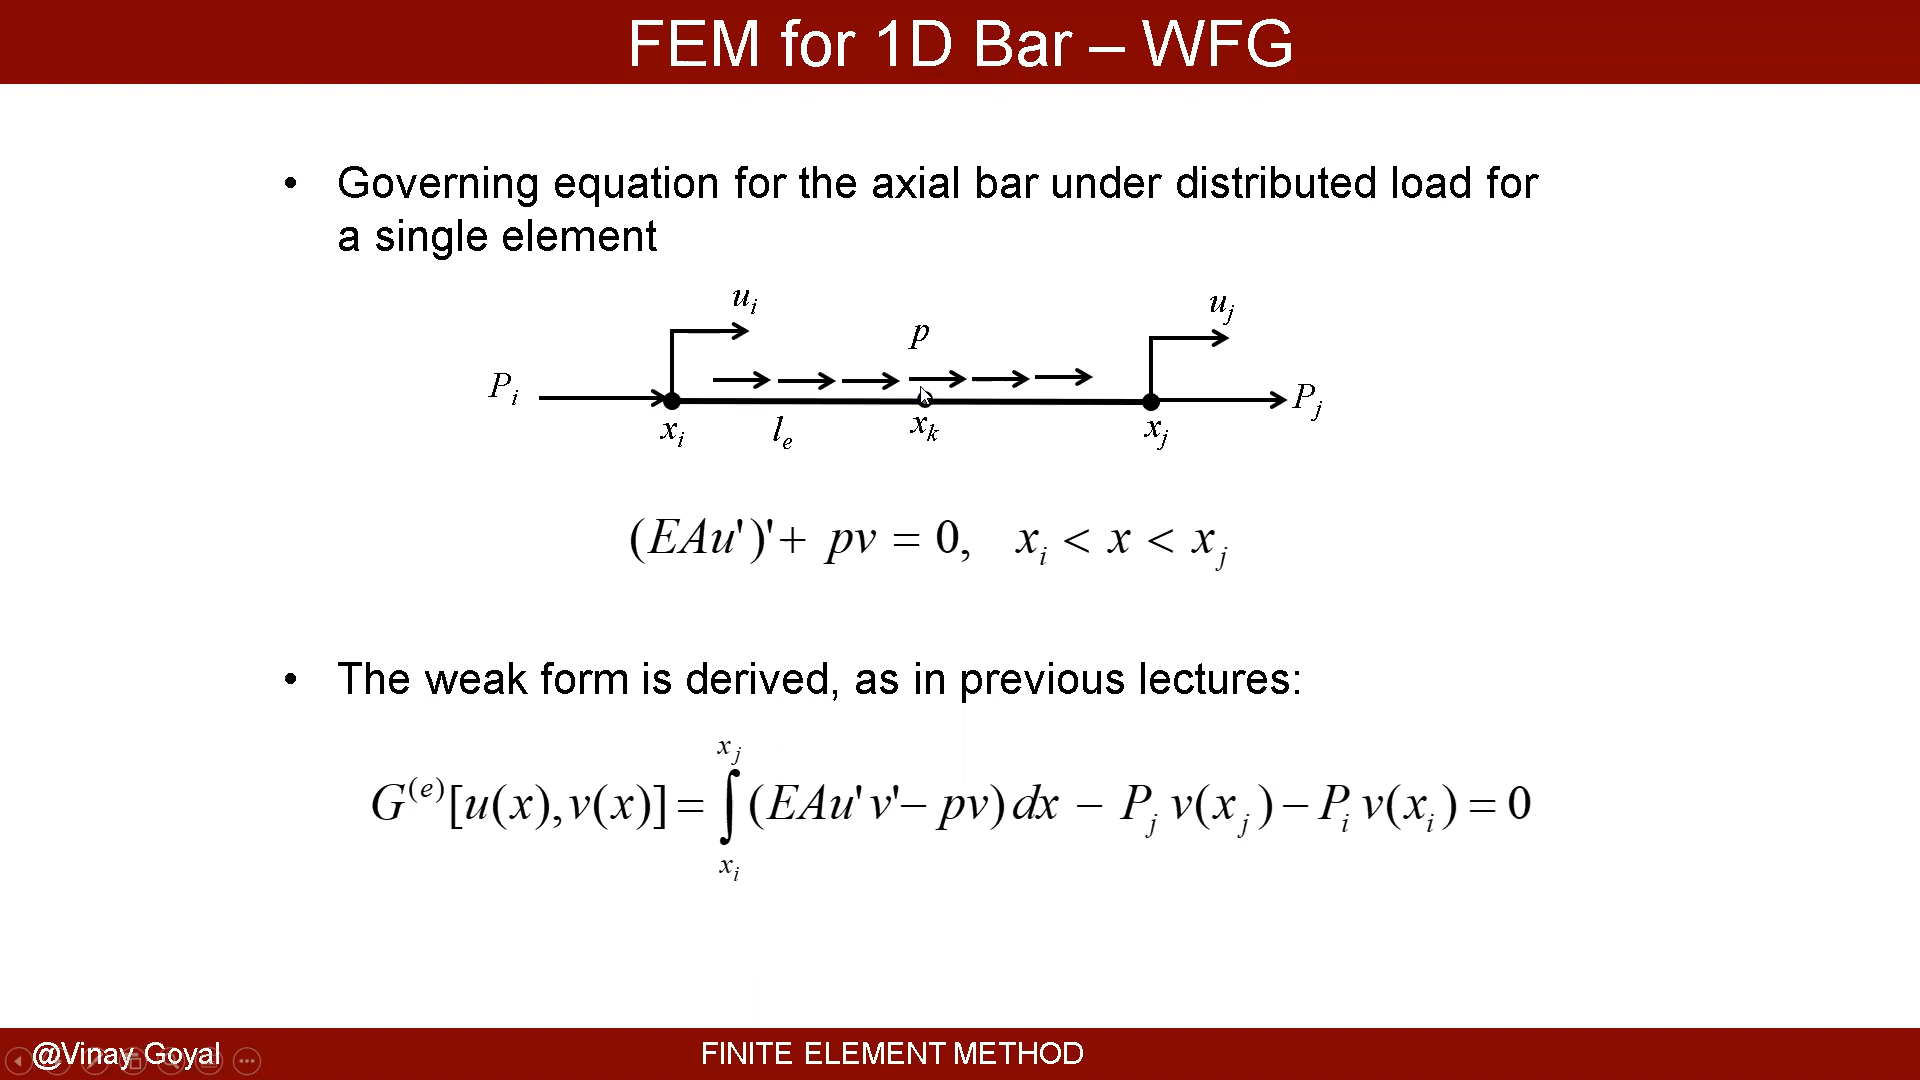 FEM for 1D Bar – WFG
• Governing equation for the axial bar under distributed load for
a single element
u_i
u_j
p
P_i
P_j
x_i
l_e
x_k
x_j
(EAu')'+ pv = 0, x_i < x < x_j
• The weak form is derived, as in previous lectures:
G^(e)[u(x),v(x)] = ∫_{x_i}^{x_j} (EAu'v'− pv) dx − P_j v(x_j) − P_i v(x_i) = 0
@Vinay Goyal
FINITE ELEMENT METHOD